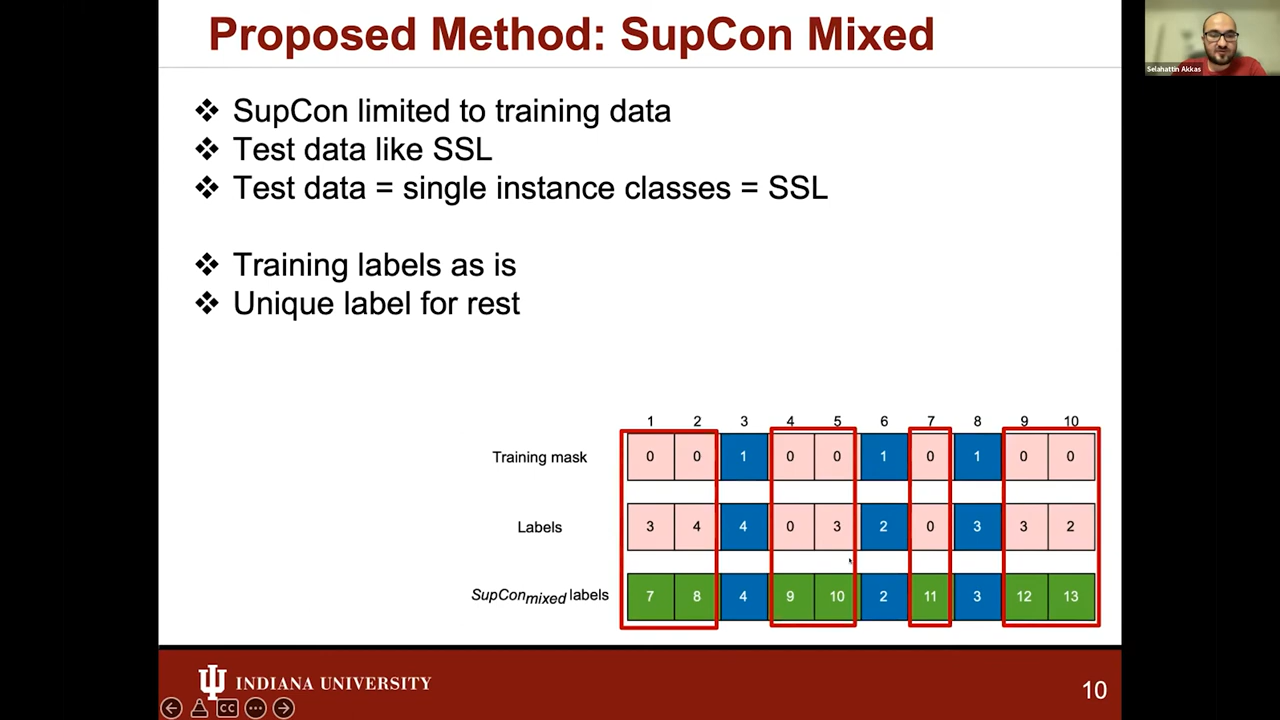 Proposed Method: SupCon Mixed
Selahattin Akkas
❖ SupCon limited to training data
❖ Test data like SSL
❖ Test data = single instance classes = SSL
❖ Training labels as is
❖ Unique label for rest
1 2 3 4 5 6 7 8 9 10
Training mask 0 0 1 0 0 1 0 1 0 0
Labels 3 4 4 0 3 2 0 3 3 2
SupConmixed labels 7 8 4 9 10 2 11 3 12 13
INDIANA UNIVERSITY
10
CC